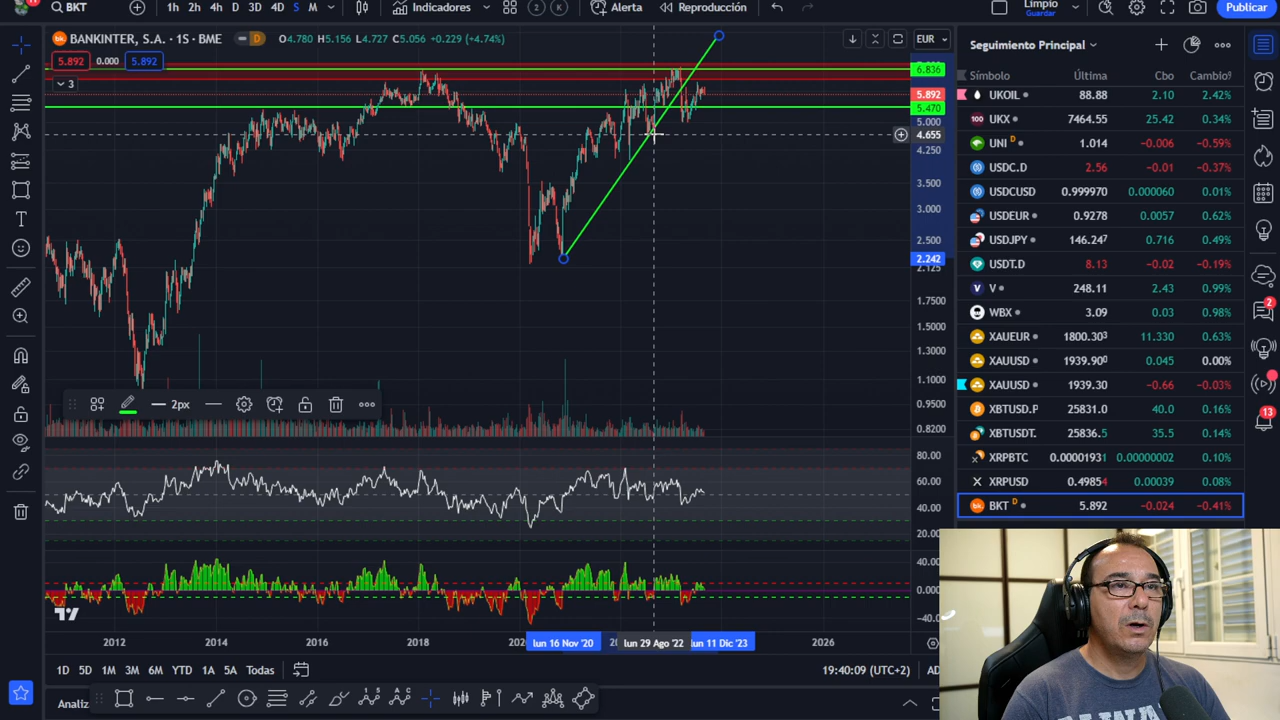 BKT
1h 2h 4h D 3D 4D S M
Indicadores
2
K
Alerta
Reproducción
Limpio
Guardar
Publicar
BANKINTER, S.A. · 1S · BME
D
O4.780 H5.156 L4.727 C5.056 +0.229 (+4.74%)
5.892 0.000 5.892
3
EUR
6.836
5.892
5.470
5.000
4.655
4.250
3.500
3.000
2.500
2.242
2.125
1.7500
1.5000
1.3000
1.1000
0.9500
0.8200
80.00
60.00
40.00
20.00
40.00
0.0000
-40.00
2px
2012 2014 2016 2018 lun 16 Nov '20 lun 29 Ago '22 lun 11 Dic '23 2026
1D 5D 1M 3M 6M YTD 1A 5A Todas
19:40:09 (UTC+2)
Seguimiento Principal
Símbolo Última Cbo Cambio%
UKOIL 88.88 2.10 2.42%
UKX 7464.55 25.42 0.34%
UNI D 1.014 -0.006 -0.59%
USDC.D 2.56 -0.01 -0.37%
USDCUSD 0.999970 0.000060 0.01%
USDEUR 0.9278 0.0057 0.62%
USDJPY 146.247 0.716 0.49%
USDT.D 8.13 -0.02 -0.19%
V 248.11 2.43 0.99%
WBX 3.09 0.03 0.98%
XAUEUR 1800.303 11.330 0.63%
XAUUSD 1939.900 0.045 0.00%
XAUUSD 1939.30 -0.66 -0.03%
XBTUSD.P 25831.0 40.0 0.16%
XBTUSDT. 25836.5 35.5 0.14%
XRPBTC 0.00001931 0.00000002 0.10%
XRPUSD 0.49854 0.00039 0.08%
BKT D 5.892 -0.024 -0.41%
2
13